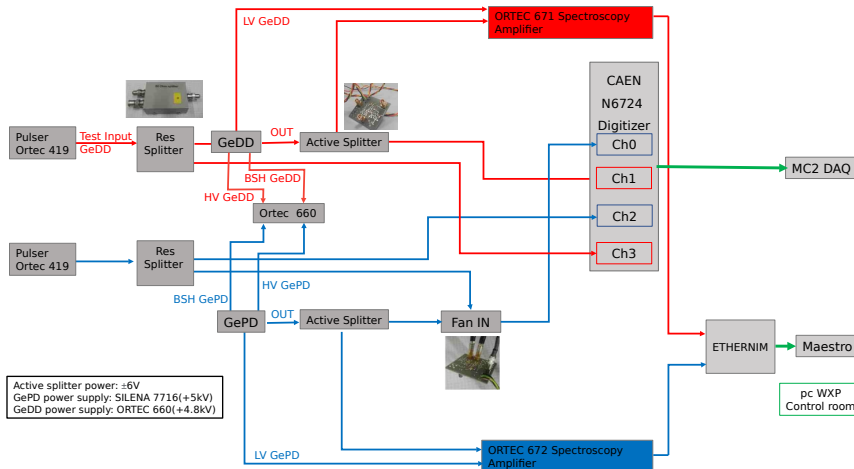 LV GeDD
ORTEC 671 Spectroscopy
Amplifier
CAEN
N6724
Digitizer
Pulser
Ortec 419
Test Input
GeDD
Res
Splitter
GeDD
OUT
Active Splitter
Ch0
MC2 DAQ
BSH GeDD
Ch1
HV GeDD
Ortec 660
Ch2
Pulser
Ortec 419
Res
Splitter
Ch3
HV GePD
BSH GePD
GePD
OUT
Active Splitter
Fan IN
ETHERNIM
Maestro
Active splitter power: ±6V
GePD power supply: SILENA 7716(+5kV)
GeDD power supply: ORTEC 660(+4.8kV)
pc WXP
Control room
LV GePD
ORTEC 672 Spectroscopy
Amplifier